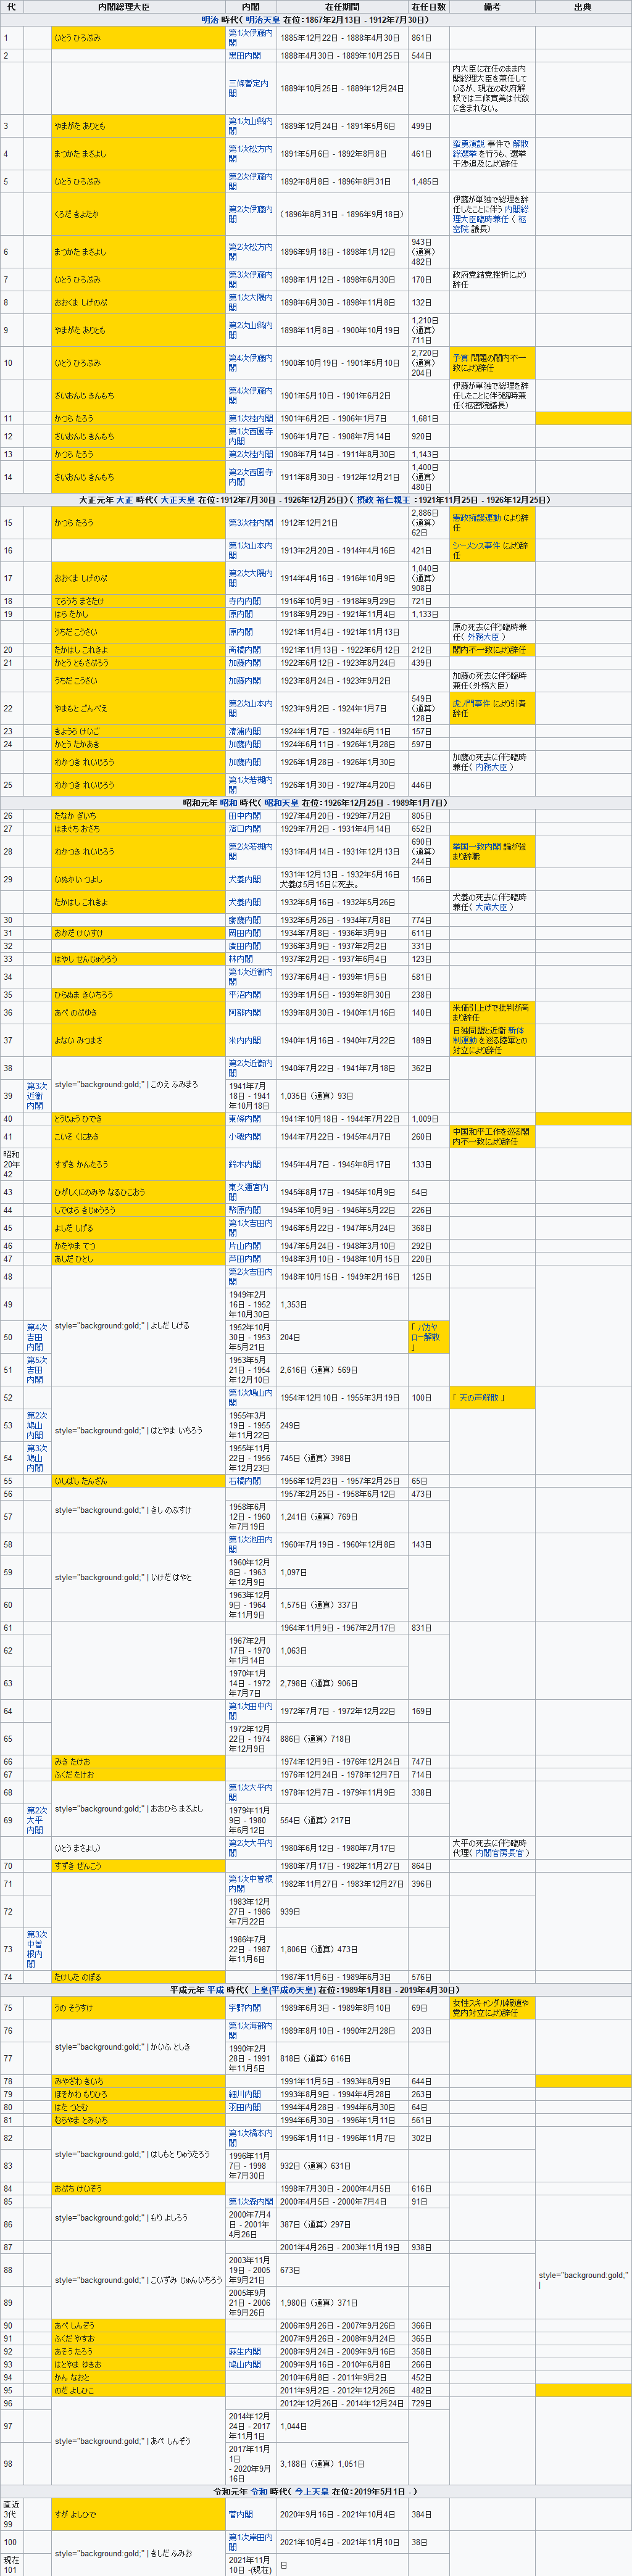 代 内閣総理大臣 内閣 在任期間 在任日数 備考 出典
明治 時代（ 明治天皇 在位：1867年2月13日 - 1912年7月30日）
1 いとう ひろぶみ 第1次伊藤内閣 1885年12月22日 - 1888年4月30日 861日
2 黒田内閣 1888年4月30日 - 1889年10月25日 544日
三條暫定内閣 1889年10月25日 - 1889年12月24日 内大臣に在任のまま内閣総理大臣を兼任しているが、現在の政府解釈では三條實美は代数に含まれない。
3 やまがた ありとも 第1次山縣内閣 1889年12月24日 - 1891年5月6日 499日
4 まつかた まさよし 第1次松方内閣 1891年5月6日 - 1892年8月8日 461日 蛮勇演説 事件で 解散総選挙 を行うも、選挙干渉追及により辞任
5 いとう ひろぶみ 第2次伊藤内閣 1892年8月8日 - 1896年8月31日 1,485日
くろだ きよたか 第2次伊藤内閣 （1896年8月31日 - 1896年9月18日） 伊藤が単独で総理を辞任したことに伴う 内閣総理大臣臨時兼任（ 枢密院 議長）
6 まつかた まさよし 第2次松方内閣 1896年9月18日 - 1898年1月12日 943日（通算）482日
7 いとう ひろぶみ 第3次伊藤内閣 1898年1月12日 - 1898年6月30日 170日 政府党結党挫折により辞任
8 おおくま しげのぶ 第1次大隈内閣 1898年6月30日 - 1898年11月8日 132日
9 やまがた ありとも 第2次山縣内閣 1898年11月8日 - 1900年10月19日 1,210日（通算）711日
10 いとう ひろぶみ 第4次伊藤内閣 1900年10月19日 - 1901年5月10日 2,720日（通算）204日 予算 問題の閣内不一致により辞任
さいおんじ きんもち 第4次伊藤内閣 1901年5月10日 - 1901年6月2日 伊藤が単独で総理を辞任したことに伴う臨時兼任（枢密院議長）
11 かつら たろう 第1次桂内閣 1901年6月2日 - 1906年1月7日 1,681日
12 さいおんじ きんもち 第1次西園寺内閣 1906年1月7日 - 1908年7月14日 920日
13 かつら たろう 第2次桂内閣 1908年7月14日 - 1911年8月30日 1,143日
14 さいおんじ きんもち 第2次西園寺内閣 1911年8月30日 - 1912年12月21日 1,400日（通算）480日
大正元年 大正 時代（ 大正天皇 在位：1912年7月30日 - 1926年12月25日）（ 摂政 裕仁親王 ：1921年11月25日 - 1926年12月25日）
15 かつら たろう 第3次桂内閣 1912年12月21日 2,886日（通算）62日 憲政擁護運動 により辞任
16 第1次山本内閣 1913年2月20日 - 1914年4月16日 421日 シーメンス事件 により辞任
17 おおくま しげのぶ 第2次大隈内閣 1914年4月16日 - 1916年10月9日 1,040日（通算）908日
18 てらうち まさたけ 寺内内閣 1916年10月9日 - 1918年9月29日 721日
19 はら たかし 原内閣 1918年9月29日 - 1921年11月4日 1,133日
うちだ こうさい 原内閣 1921年11月4日 - 1921年11月13日 原の死去に伴う臨時兼任（ 外務大臣 ）
20 たかはし これきよ 高橋内閣 1921年11月13日 - 1922年6月12日 212日 閣内不一致により辞任
21 かとう ともさぶろう 加藤内閣 1922年6月12日 - 1923年8月24日 439日
うちだ こうさい 加藤内閣 1923年8月24日 - 1923年9月2日 加藤の死去に伴う臨時兼任（外務大臣）
22 やまもと ごんべえ 第2次山本内閣 1923年9月2日 - 1924年1月7日 549日（通算）128日 虎ノ門事件 により引責辞任
23 きようら けいご 清浦内閣 1924年1月7日 - 1924年6月11日 157日
24 かとう たかあき 加藤内閣 1924年6月11日 - 1926年1月28日 597日
わかつき れいじろう 加藤内閣 1926年1月28日 - 1926年1月30日 加藤の死去に伴う臨時兼任（ 内務大臣 ）
25 わかつき れいじろう 第1次若槻内閣 1926年1月30日 - 1927年4月20日 446日
昭和元年 昭和 時代（ 昭和天皇 在位：1926年12月25日 - 1989年1月7日）
26 たなか ぎいち 田中内閣 1927年4月20日 - 1929年7月2日 805日
27 はまぐち おさち 濱口内閣 1929年7月2日 - 1931年4月14日 652日
28 わかつき れいじろう 第2次若槻内閣 1931年4月14日 - 1931年12月13日 690日（通算）244日 挙国一致内閣 論が強まり辞職
29 いぬかい つよし 犬養内閣 1931年12月13日 - 1932年5月16日 犬養は5月15日に死去。 156日
たかはし これきよ 犬養内閣 1932年5月16日 - 1932年5月26日 犬養の死去に伴う臨時兼任（ 大蔵大臣 ）
30 齋藤内閣 1932年5月26日 - 1934年7月8日 774日
31 おかだ けいすけ 岡田内閣 1934年7月8日 - 1936年3月9日 611日
32 廣田内閣 1936年3月9日 - 1937年2月2日 331日
33 はやし せんじゅうろう 林内閣 1937年2月2日 - 1937年6月4日 123日
34 第1次近衛内閣 1937年6月4日 - 1939年1月5日 581日
35 ひらぬま きいちろう 平沼内閣 1939年1月5日 - 1939年8月30日 238日
36 あべ のぶゆき 阿部内閣 1939年8月30日 - 1940年1月16日 140日 米価引上げで批判が高まり辞任
37 よない みつまさ 米内内閣 1940年1月16日 - 1940年7月22日 189日 日独同盟と近衛 新体制運動 を巡る陸軍との対立により辞任
38 style="background:gold;" | このえ ふみまろ 第2次近衛内閣 1940年7月22日 - 1941年7月18日 362日
39 第3次近衛内閣 1941年7月18日 - 1941年10月18日 1,035日（通算）93日
40 とうじょう ひでき 東條内閣 1941年10月18日 - 1944年7月22日 1,009日
41 こいそ くにあき 小磯内閣 1944年7月22日 - 1945年4月7日 260日 中国和平工作を巡る閣内不一致により辞任
昭和20年 42 すずき かんたろう 鈴木内閣 1945年4月7日 - 1945年8月17日 133日
43 ひがしくにのみや なるひこおう 東久邇宮内閣 1945年8月17日 - 1945年10月9日 54日
44 しではら きじゅうろう 幣原内閣 1945年10月9日 - 1946年5月22日 226日
45 よしだ しげる 第1次吉田内閣 1946年5月22日 - 1947年5月24日 368日
46 かたやま てつ 片山内閣 1947年5月24日 - 1948年3月10日 292日
47 あしだ ひとし 芦田内閣 1948年3月10日 - 1948年10月15日 220日
48 style="background:gold;" | よしだ しげる 第2次吉田内閣 1948年10月15日 - 1949年2月16日 125日
49 1949年2月16日 - 1952年10月30日 1,353日
50 第4次吉田内閣 1952年10月30日 - 1953年5月21日 204日 「 バカヤロー解散 」
51 第5次吉田内閣 1953年5月21日 - 1954年12月10日 2,616日（通算）569日
52 style="background:gold;" | はとやま いちろう 第1次鳩山内閣 1954年12月10日 - 1955年3月19日 100日 「 天の声解散 」
53 第2次鳩山内閣 1955年3月19日 - 1955年11月22日 249日
54 第3次鳩山内閣 1955年11月22日 - 1956年12月23日 745日（通算）398日
55 いしばし たんざん 石橋内閣 1956年12月23日 - 1957年2月25日 65日
56 style="background:gold;" | きし のぶすけ 1957年2月25日 - 1958年6月12日 473日
57 1958年6月12日 - 1960年7月19日 1,241日（通算）769日
58 style="background:gold;" | いけだ はやと 第1次池田内閣 1960年7月19日 - 1960年12月8日 143日
59 1960年12月8日 - 1963年12月9日 1,097日
60 1963年12月9日 - 1964年11月9日 1,575日（通算）337日
61 1964年11月9日 - 1967年2月17日 831日
62 1967年2月17日 - 1970年1月14日 1,063日
63 1970年1月14日 - 1972年7月7日 2,798日（通算）906日
64 第1次田中内閣 1972年7月7日 - 1972年12月22日 169日
65 1972年12月22日 - 1974年12月9日 886日（通算）718日
66 みき たけお 1974年12月9日 - 1976年12月24日 747日
67 ふくだ たけお 1976年12月24日 - 1978年12月7日 714日
68 style="background:gold;" | おおひら まさよし 第1次大平内閣 1978年12月7日 - 1979年11月9日 338日
69 第2次大平内閣 1979年11月9日 - 1980年6月12日 554日（通算）217日
いとう まさよし） 第2次大平内閣 1980年6月12日 - 1980年7月17日 大平の死去に伴う臨時代理（ 内閣官房長官 ）
70 すずき ぜんこう 1980年7月17日 - 1982年11月27日 864日
71 第1次中曽根内閣 1982年11月27日 - 1983年12月27日 396日
72 1983年12月27日 - 1986年7月22日 939日
73 第3次中曽根内閣 1986年7月22日 - 1987年11月6日 1,806日（通算）473日
74 たけした のぼる 1987年11月6日 - 1989年6月3日 576日
平成元年 平成 時代（ 上皇(平成の天皇) 在位：1989年1月8日 - 2019年4月30日）
75 うの そうすけ 宇野内閣 1989年6月3日 - 1989年8月10日 69日 女性スキャンダル報道や党内対立により辞任
76 style="background:gold;" | かいふ としき 第1次海部内閣 1989年8月10日 - 1990年2月28日 203日
77 1990年2月28日 - 1991年11月5日 818日（通算）616日
78 みやざわ きいち 1991年11月5日 - 1993年8月9日 644日
79 ほそかわ もりひろ 細川内閣 1993年8月9日 - 1994年4月28日 263日
80 はた つとむ 羽田内閣 1994年4月28日 - 1994年6月30日 64日
81 むらやま とみいち 1994年6月30日 - 1996年1月11日 561日
82 style="background:gold;" | はしもと りゅうたろう 第1次橋本内閣 1996年1月11日 - 1996年11月7日 302日
83 1996年11月7日 - 1998年7月30日 932日（通算）631日
84 おぶち けいぞう 1998年7月30日 - 2000年4月5日 616日
85 style="background:gold;" | もり よしろう 第1次森内閣 2000年4月5日 - 2000年7月4日 91日
86 2000年7月4日 - 2001年4月26日 387日（通算）297日
87 style="background:gold;" | こいずみ じゅんいちろう 2001年4月26日 - 2003年11月19日 938日 style="background:gold;" |
88 2003年11月19日 - 2005年9月21日 673日
89 2005年9月21日 - 2006年9月26日 1,980日（通算）371日
90 あべ しんぞう 2006年9月26日 - 2007年9月26日 366日
91 ふくだ やすお 2007年9月26日 - 2008年9月24日 365日
92 あそう たろう 麻生内閣 2008年9月24日 - 2009年9月16日 358日
93 はとやま ゆきお 鳩山内閣 2009年9月16日 - 2010年6月8日 266日
94 かん なおと 2010年6月8日 - 2011年9月2日 452日
95 のだ よしひこ 2011年9月2日 - 2012年12月26日 482日
96 style="background:gold;" | あべ しんぞう 2012年12月26日 - 2014年12月24日 729日
97 2014年12月24日 - 2017年11月1日 1,044日
98 2017年11月1日 - 2020年9月16日 3,188日（通算）1,051日
令和元年 令和 時代（ 今上天皇 在位：2019年5月1日 - ）
直近3代 99 すが よしひで 菅内閣 2020年9月16日 - 2021年10月4日 384日
100 style="background:gold;" | きしだ ふみお 第1次岸田内閣 2021年10月4日 - 2021年11月10日 38日
現在 101 2021年11月10日 -(現在) 日